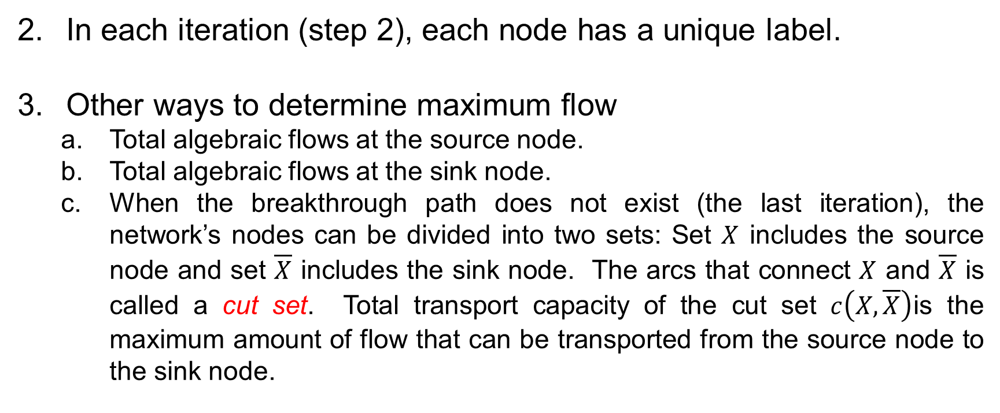 2. In each iteration (step 2), each node has a unique label.
3. Other ways to determine maximum flow
a. Total algebraic flows at the source node.
b. Total algebraic flows at the sink node.
c. When the breakthrough path does not exist (the last iteration), the
network’s nodes can be divided into two sets: Set X includes the source
node and set X̅ includes the sink node. The arcs that connect X and X̅ is
called a cut set. Total transport capacity of the cut set c(X, X̅)is the
maximum amount of flow that can be transported from the source node to
the sink node.